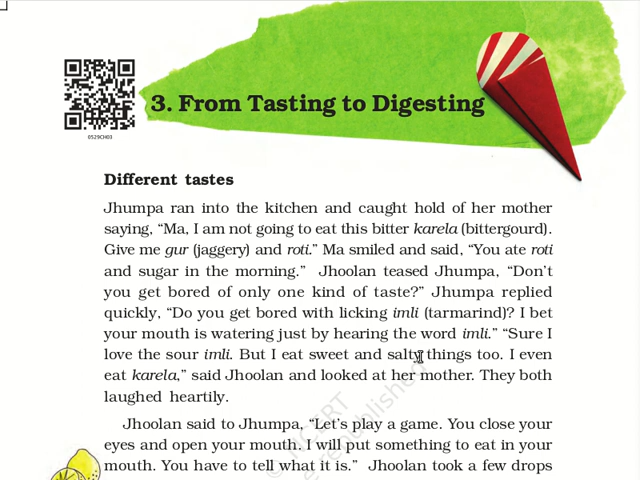 0529CH03
3. From Tasting to Digesting
Different tastes
Jhumpa ran into the kitchen and caught hold of her mother
saying, “Ma, I am not going to eat this bitter karela (bittergourd).
Give me gur (jaggery) and roti.” Ma smiled and said, “You ate roti
and sugar in the morning.” Jhoolan teased Jhumpa, “Don’t
you get bored of only one kind of taste?” Jhumpa replied
quickly, “Do you get bored with licking imli (tarmarind)? I bet
your mouth is watering just by hearing the word imli.” “Sure I
love the sour imli. But I eat sweet and salty things too. I even
eat karela,” said Jhoolan and looked at her mother. They both
laughed heartily.
Jhoolan said to Jhumpa, “Let’s play a game. You close your
eyes and open your mouth. I will put something to eat in your
mouth. You have to tell what it is.” Jhoolan took a few drops
© NCERT
republished